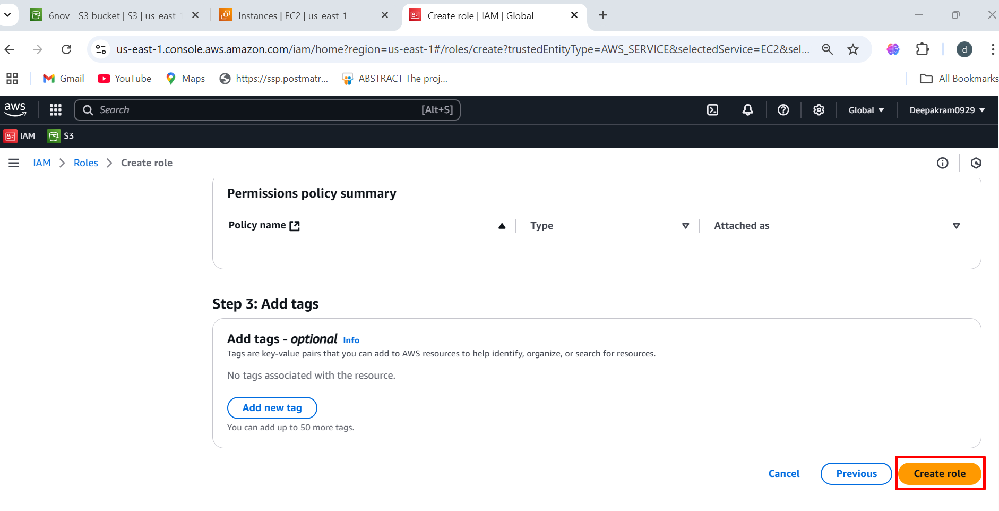 6nov - S3 bucket | S3 | us-east-1
Instances | EC2 | us-east-1
Create role | IAM | Global
us-east-1.console.aws.amazon.com/iam/home?region=us-east-1#/roles/create?trustedEntityType=AWS_SERVICE&selectedService=EC2&sel...
d
Gmail
YouTube
Maps
https://ssp.postmatr...
ABSTRACT The proj...
All Bookmarks
aws
Search
[Alt+S]
Global
Deepakram0929
IAM
S3
IAM
Roles
Create role
Permissions policy summary
Policy name
Type
Attached as
Step 3: Add tags
Add tags - optional Info
Tags are key-value pairs that you can add to AWS resources to help identify, organize, or search for resources.
No tags associated with the resource.
Add new tag
You can add up to 50 more tags.
Cancel
Previous
Create role